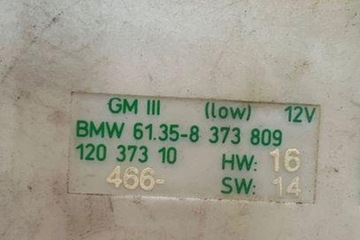 GM III (low) 12V
BMW 61.35-8 373 809
120 373 10 HW: 16
466- SW: 14